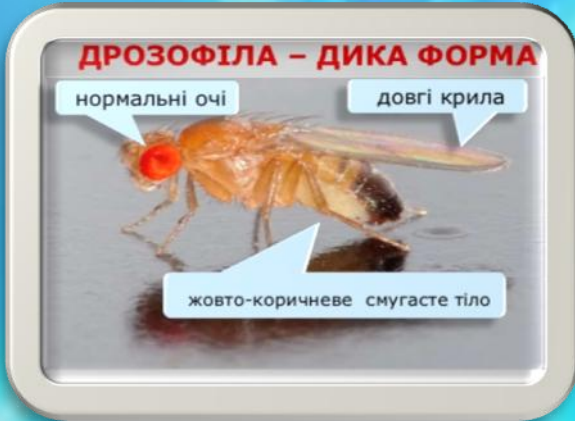 ДРОЗОФІЛА – ДИКА ФОРМА
нормальні очі
довгі крила
жовто-коричневе смугасте тіло